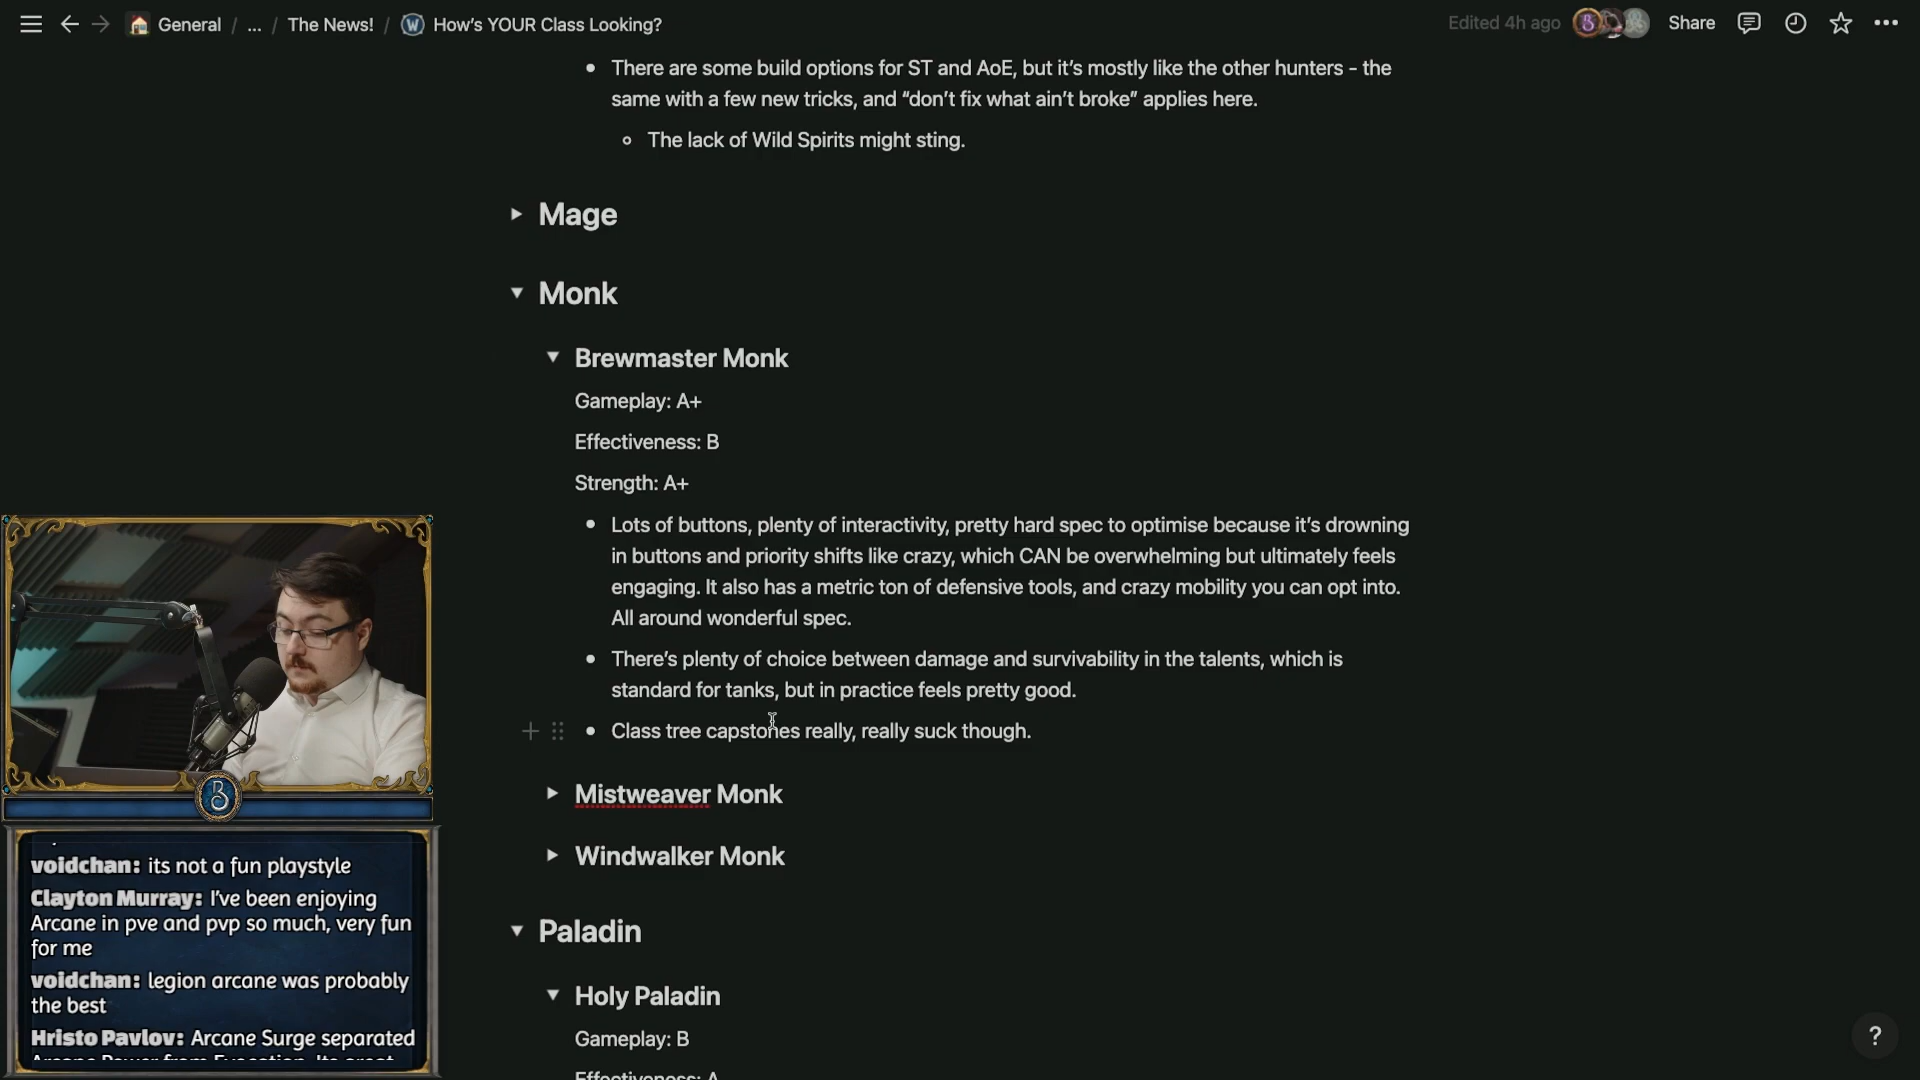 General / ... / The News! / How's YOUR Class Looking?
Edited 4h ago
Share
There are some build options for ST and AoE, but it's mostly like the other hunters - the
same with a few new tricks, and “don't fix what ain't broke” applies here.
The lack of Wild Spirits might sting.
Mage
Monk
Brewmaster Monk
Gameplay: A+
Effectiveness: B
Strength: A+
Lots of buttons, plenty of interactivity, pretty hard spec to optimise because it's drowning
in buttons and priority shifts like crazy, which CAN be overwhelming but ultimately feels
engaging. It also has a metric ton of defensive tools, and crazy mobility you can opt into.
All around wonderful spec.
There's plenty of choice between damage and survivability in the talents, which is
standard for tanks, but in practice feels pretty good.
Class tree capstones really, really suck though.
Mistweaver Monk
Windwalker Monk
Paladin
Holy Paladin
Gameplay: B
Effectiveness: A
B
voidchan: its not a fun playstyle
Clayton Murray: I've been enjoying
Arcane in pve and pvp so much, very fun
for me
voidchan: legion arcane was probably
the best
Hristo Pavlov: Arcane Surge separated
Arcane Power from Evocation. Its great
?